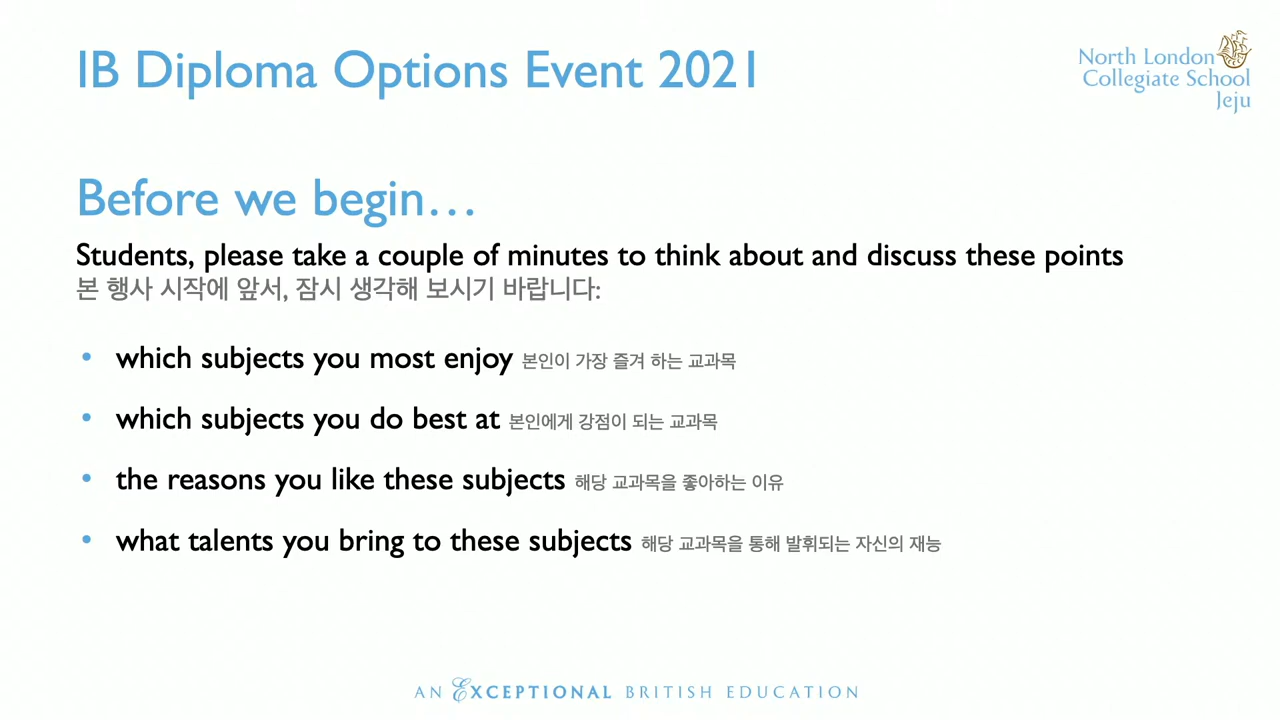 IB Diploma Options Event 2021
North London
Collegiate School
Jeju
Before we begin…
Students, please take a couple of minutes to think about and discuss these points
본 행사 시작에 앞서, 잠시 생각해 보시기 바랍니다:
• which subjects you most enjoy 본인이 가장 즐겨 하는 교과목
• which subjects you do best at 본인에게 강점이 되는 교과목
• the reasons you like these subjects 해당 교과목을 좋아하는 이유
• what talents you bring to these subjects 해당 교과목을 통해 발휘되는 자신의 재능
AN EXCEPTIONAL BRITISH EDUCATION